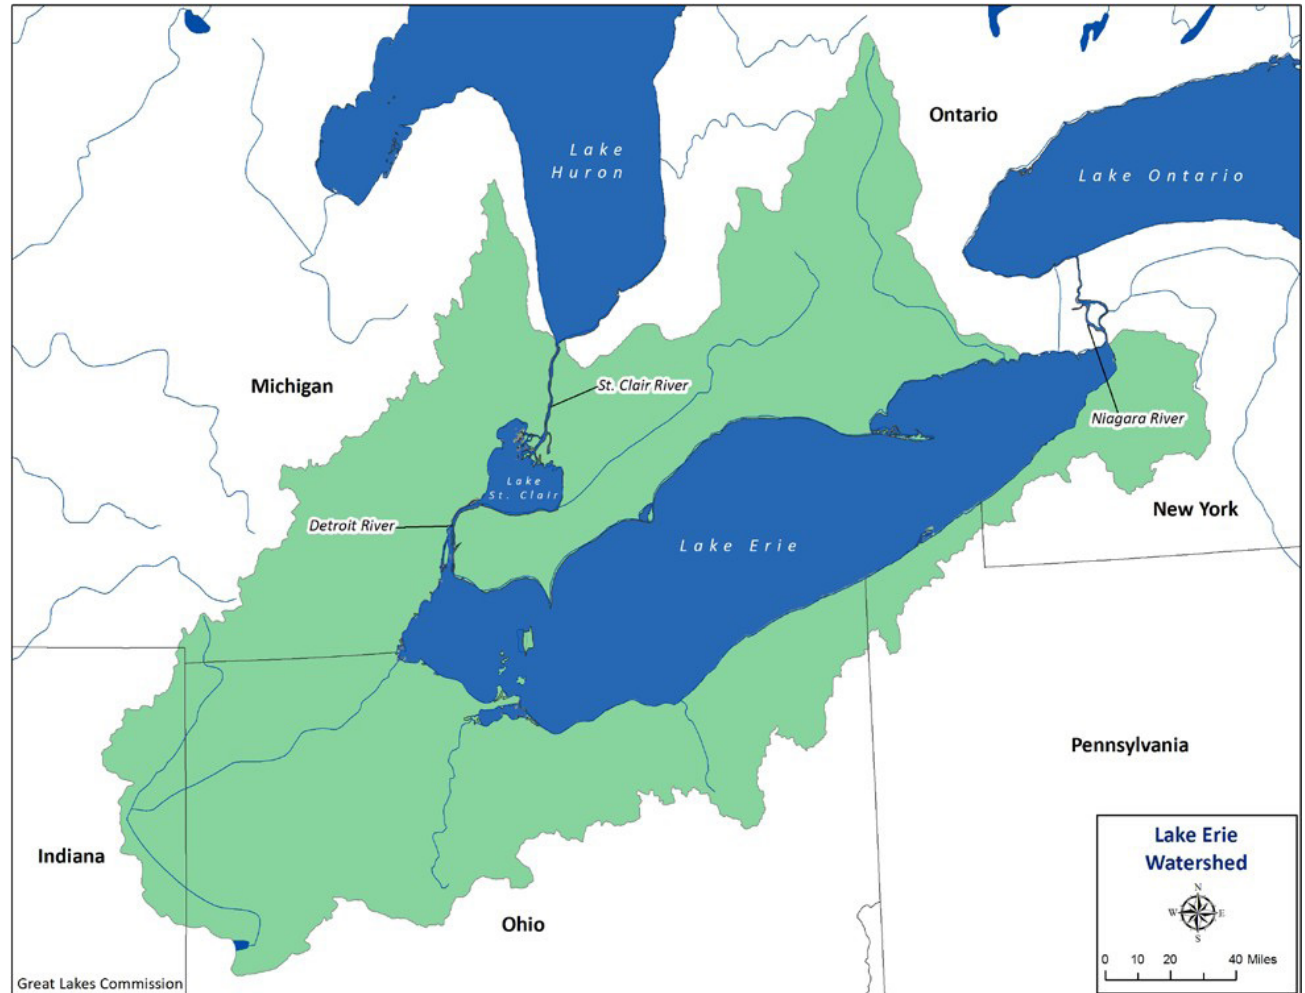 Ontario
Lake
Huron
Lake Ontario
Michigan
St. Clair River
Niagara River
Lake
St. Clair
New York
Detroit River
Lake Erie
Pennsylvania
Indiana
Ohio
Lake Erie
Watershed
N
W E
S
0 10 20 40 Miles
Great Lakes Commission